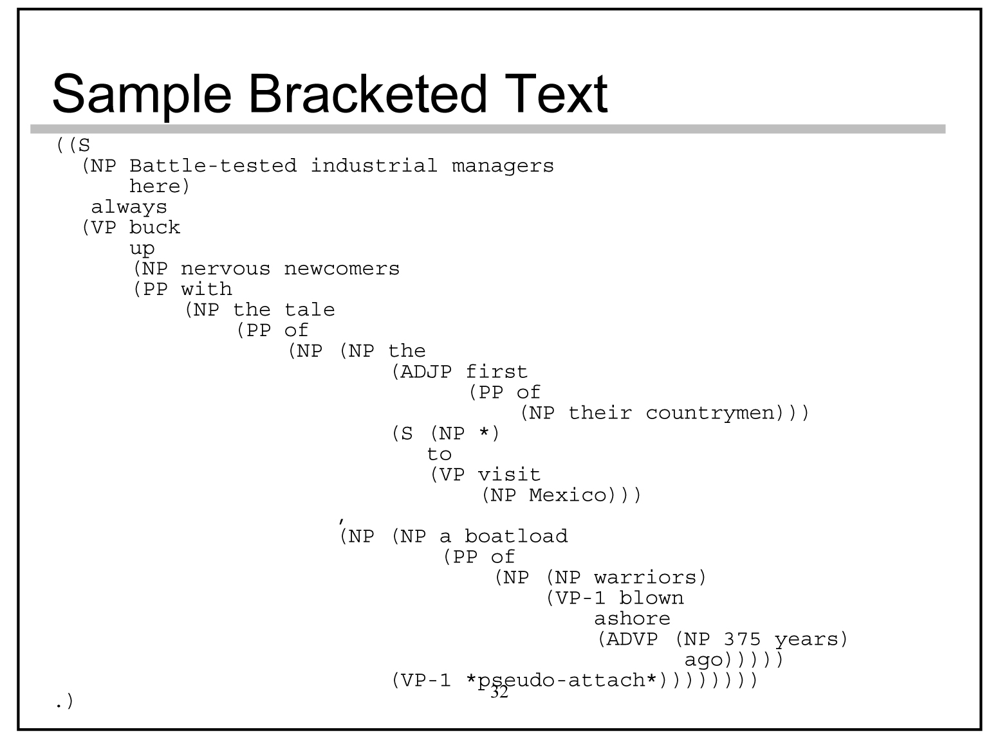 Sample Bracketed Text
((S
  (NP Battle-tested industrial managers
      here)
   always
  (VP buck
      up
      (NP nervous newcomers
      (PP with
          (NP the tale
              (PP of
                  (NP (NP the
                          (ADJP first
                                (PP of
                                    (NP their countrymen)))
                          (S (NP *)
                             to
                             (VP visit
                                 (NP Mexico)))
                      ,
                      (NP (NP a boatload
                              (PP of
                                  (NP (NP warriors)
                                      (VP-1 blown
                                          ashore
                                          (ADVP (NP 375 years)
                                                 ago)))))
                          (VP-1 *pseudo-attach*))))))))
.)
32